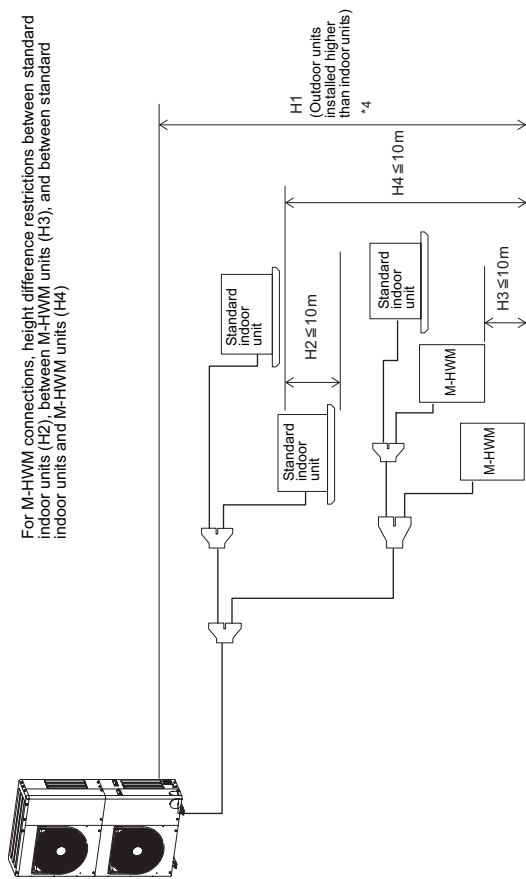 For M-HWM connections, height difference restrictions between standard
indoor units (H2), between M-HWM units (H3), and between standard
indoor units and M-HWM units (H4)
H1
(Outdoor units
installed higher
than indoor units)
*4
H4≦10m
Standard
indoor
unit
H2≦10m
Standard
indoor
unit
Standard
indoor
unit
H3≦10m
M-HWM
M-HWM